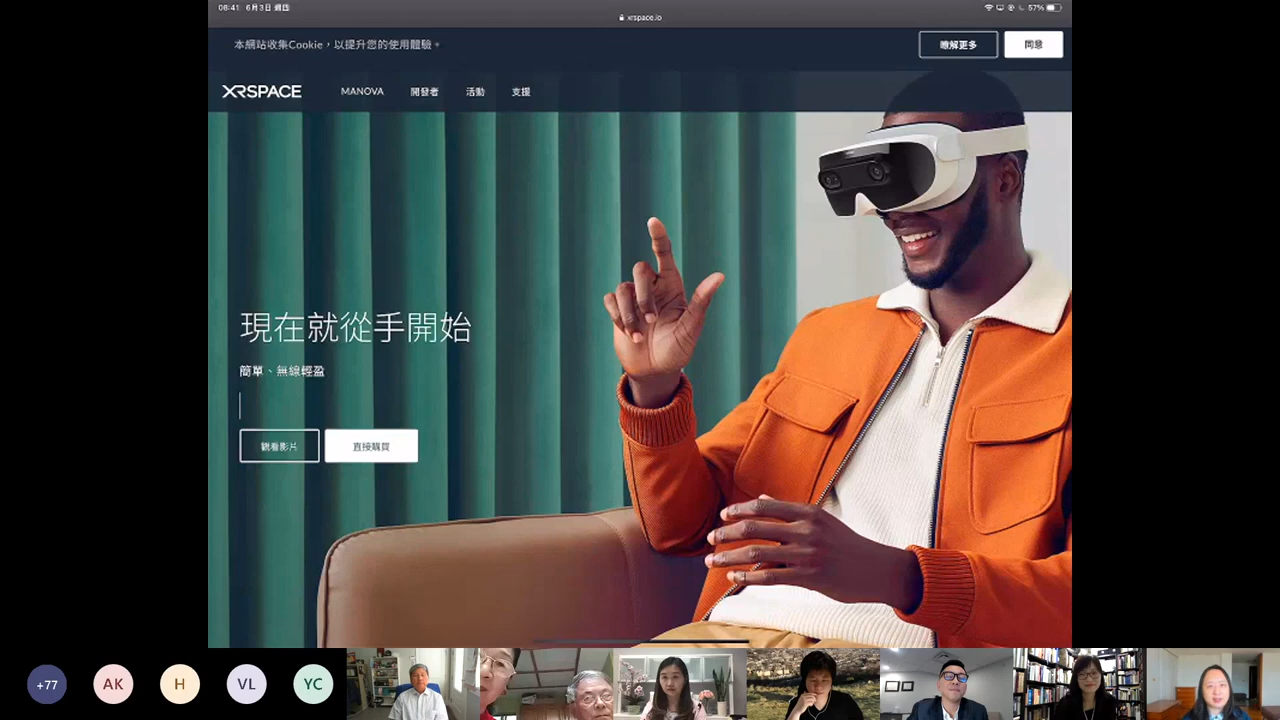 08:41 6月3日 週四
57%
xrspace.io
本網站收集Cookie，以提升您的使用體驗。
瞭解更多
同意
XRSPACE
MANOVA
開發者
活動
支援
現在就從手開始
簡單、無線輕盈
觀看影片
直接購買
+77
AK
H
VL
YC